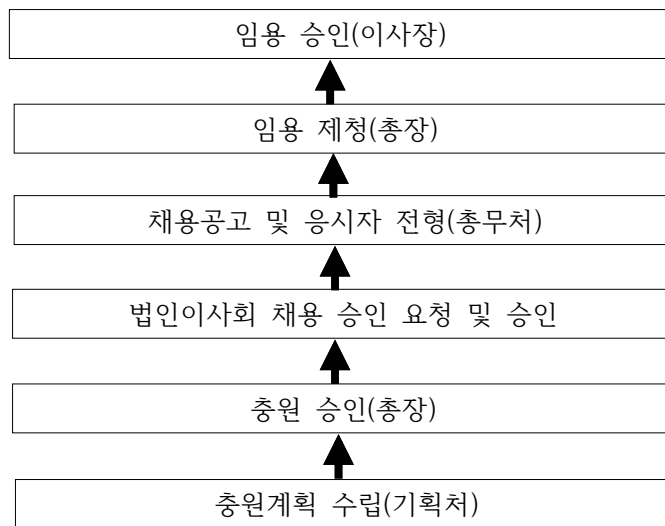 임용 승인(이사장)
임용 제청(총장)
채용공고 및 응시자 전형(총무처)
법인이사회 채용 승인 요청 및 승인
충원 승인(총장)
충원계획 수립(기획처)